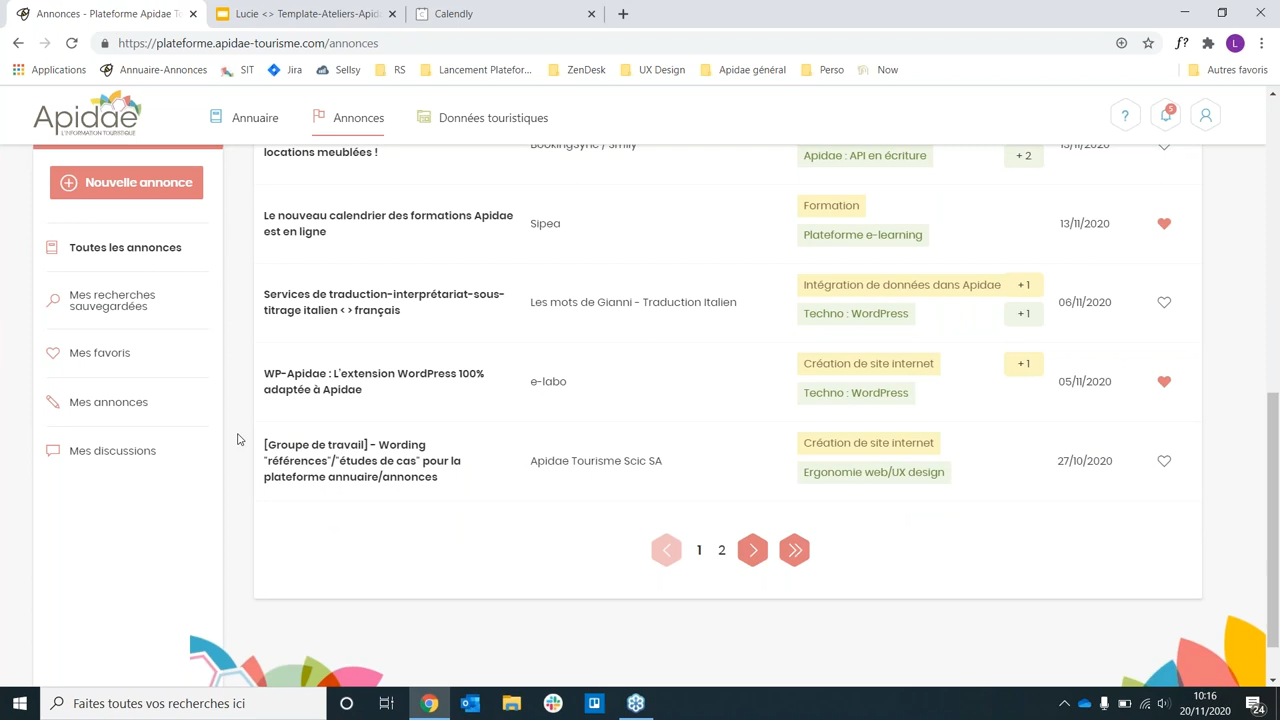 Annonces - Plateforme Apidae To
Lucie <> Template-Ateliers-Apida
Calendly
https://plateforme.apidae-tourisme.com/annonces
Applications
Annuaire-Annonces
SIT
Jira
Sellsy
RS
Lancement Platefor...
ZenDesk
UX Design
Apidae général
Perso
Now
Autres favoris
Apidae
L'INFORMATION TOURISTIQUE
Annuaire
Annonces
Données touristiques
?
5
Nouvelle annonce
Toutes les annonces
Mes recherches
sauvegardées
Mes favoris
Mes annonces
Mes discussions
locations meublées !
BookingSync / Smily
Apidae : API en écriture
+ 2
13/11/2020
Le nouveau calendrier des formations Apidae
est en ligne
Sipea
Formation
Plateforme e-learning
13/11/2020
Services de traduction-interprétariat-sous-
titrage italien < > français
Les mots de Gianni - Traduction Italien
Intégration de données dans Apidae
+ 1
Techno : WordPress
+ 1
06/11/2020
WP-Apidae : L'extension WordPress 100%
adaptée à Apidae
e-labo
Création de site internet
+ 1
Techno : WordPress
05/11/2020
[Groupe de travail] - Wording
"références"/"études de cas" pour la
plateforme annuaire/annonces
Apidae Tourisme Scic SA
Création de site internet
Ergonomie web/UX design
27/10/2020
1 2
Faites toutes vos recherches ici
10:16
20/11/2020
24